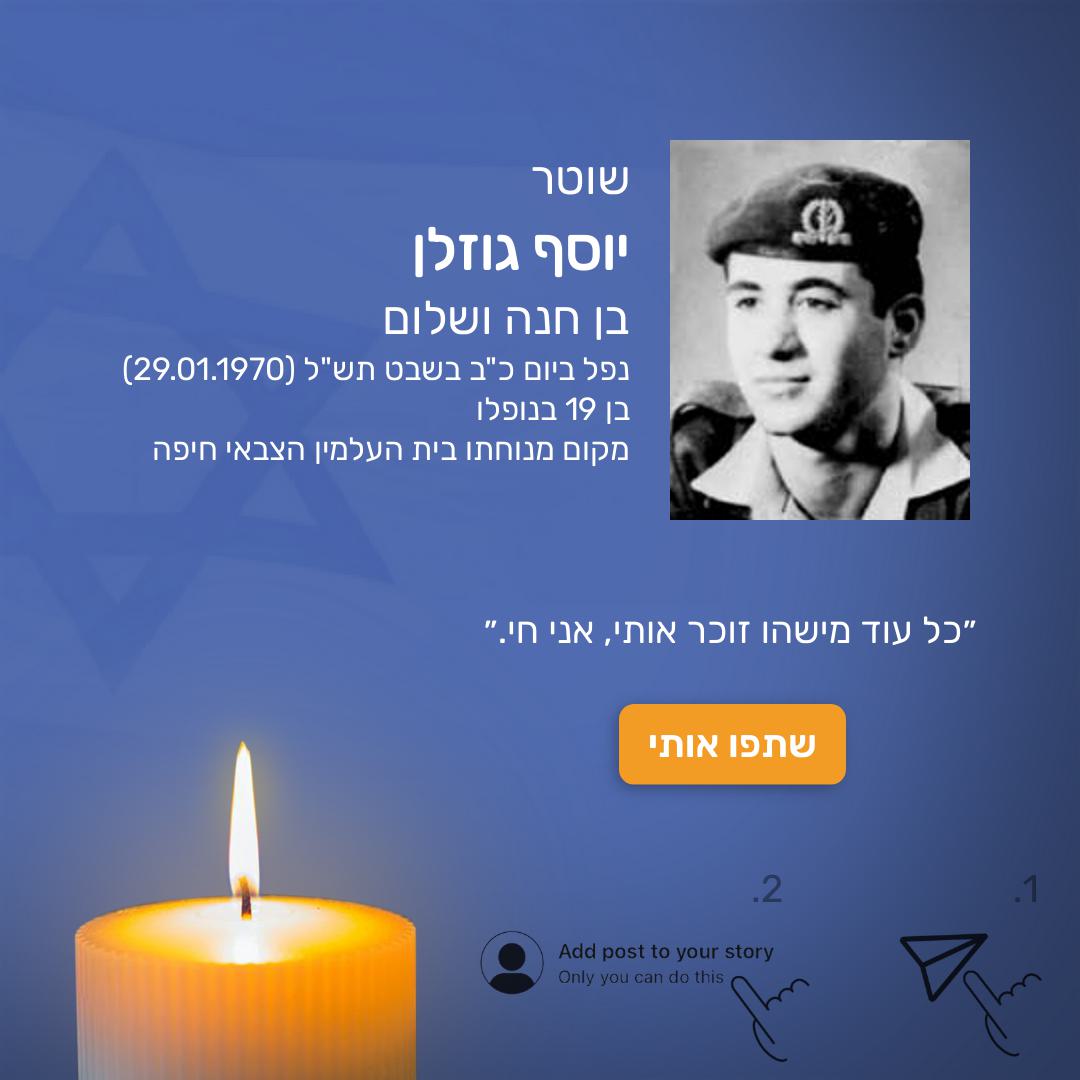 שוטר
יוסף גוזלן
בן חנה ושלום
נפל ביום כ"ב בשבט תש"ל (29.01.1970)
בן 19 בנופלו
מקום מנוחתו בית העלמין הצבאי חיפה
״כל עוד מישהו זוכר אותי, אני חי.״
שתפו אותי
1.
2.
Add post to your story
Only you can do this